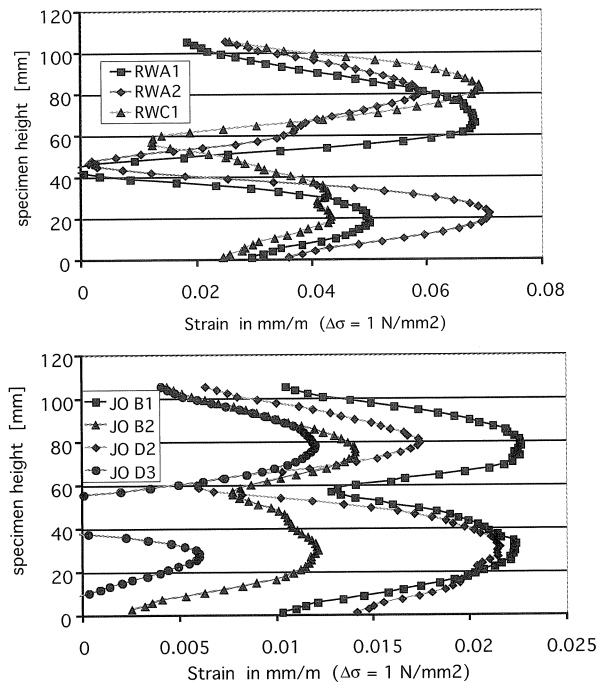 120
100
80
60
40
20
0
specimen height [mm]
RWA1
RWA2
RWC1
0
0.02
0.04
0.06
0.08
Strain in mm/m (Δσ = 1 N/mm2)
120
100
80
60
40
20
0
specimen height [mm]
JO B1
JO B2
JO D2
JO D3
0
0.005
0.01
0.015
0.02
0.025
Strain in mm/m (Δσ = 1 N/mm2)